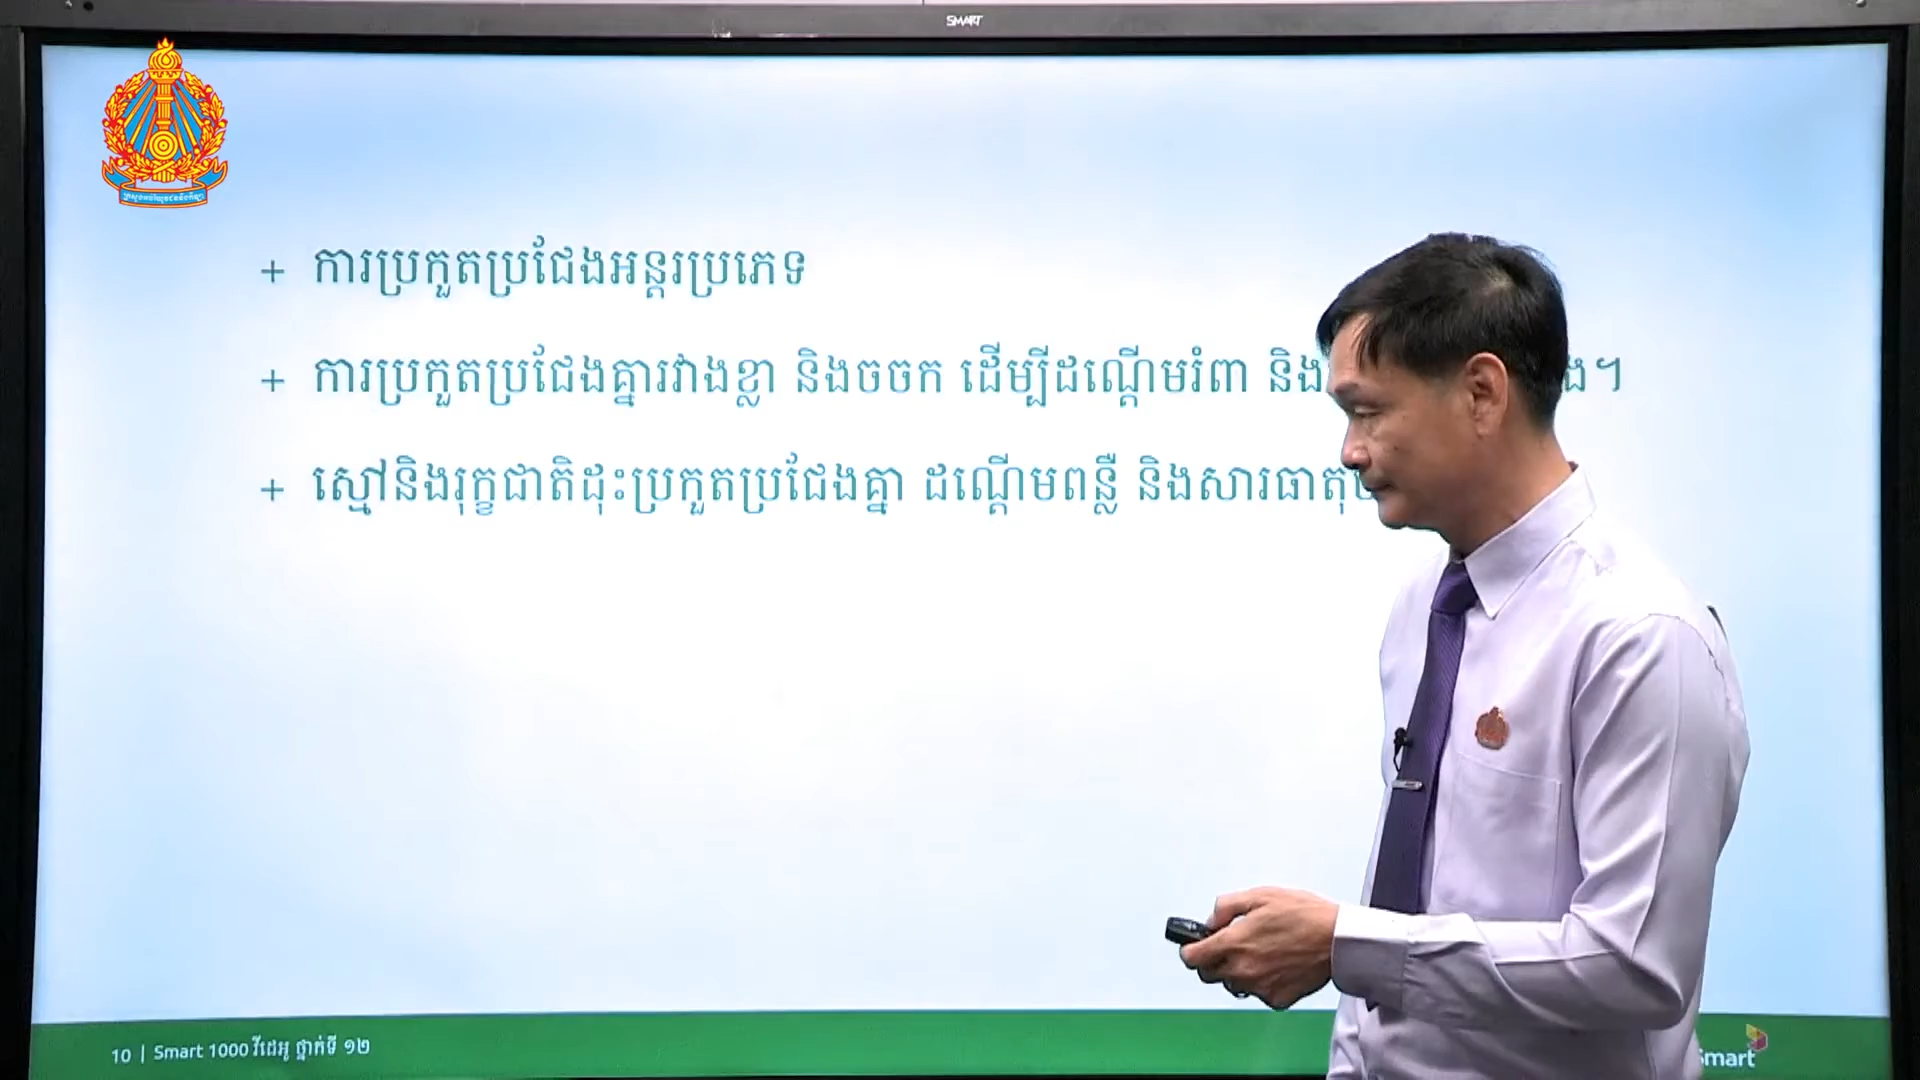 SMART
+ ការប្រកួតប្រជែងអន្តរប្រភេទ
+ ការប្រកួតប្រជែងគ្នារវាងខ្លា និងចចក ដើម្បីដណ្ដើមរំពា និង
+ ស្មៅនិងរុក្ខជាតិដុះប្រកួតប្រជែងគ្នា ដណ្ដើមពន្លឺ និងសារធាតុ
10 | Smart 1000 វីដេអូ ថ្នាក់ទី ១២
Smart